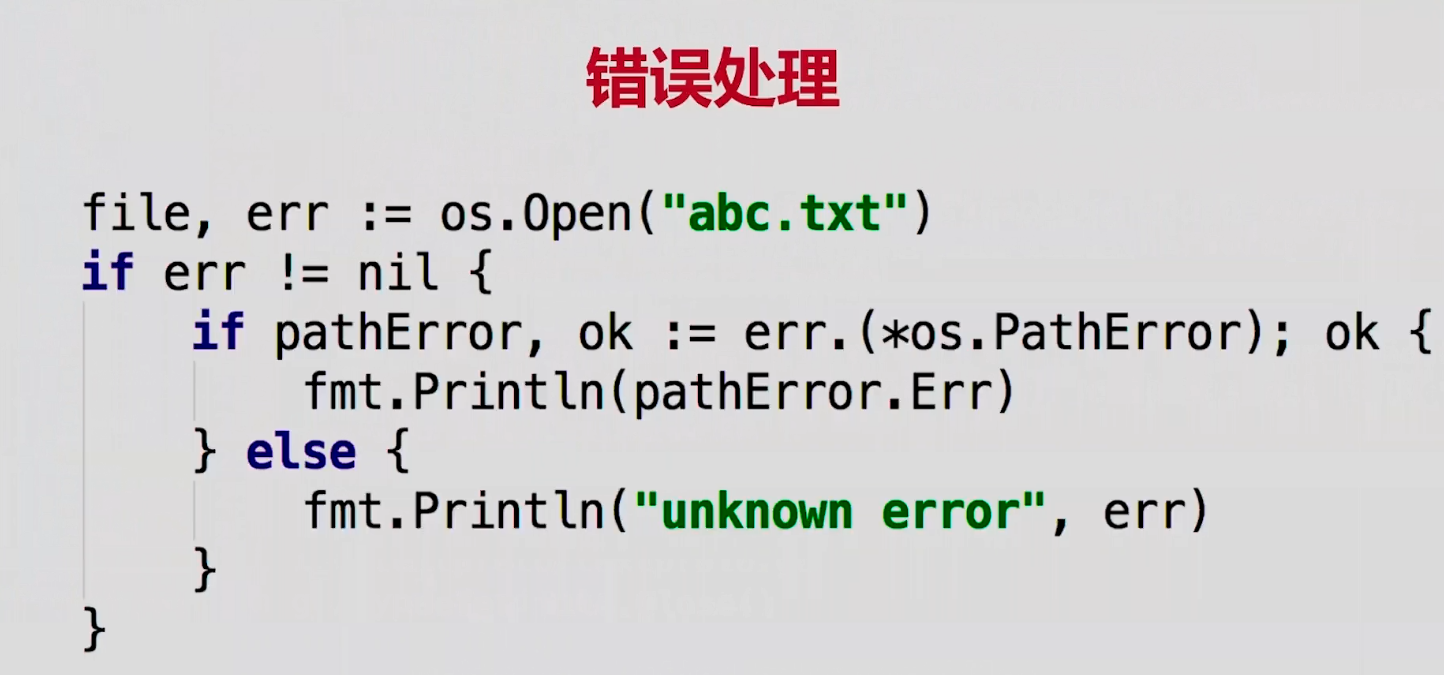 错误处理
file, err := os.Open("abc.txt")
if err != nil {
    if pathError, ok := err.(*os.PathError); ok {
        fmt.Println(pathError.Err)
    } else {
        fmt.Println("unknown error", err)
    }
}